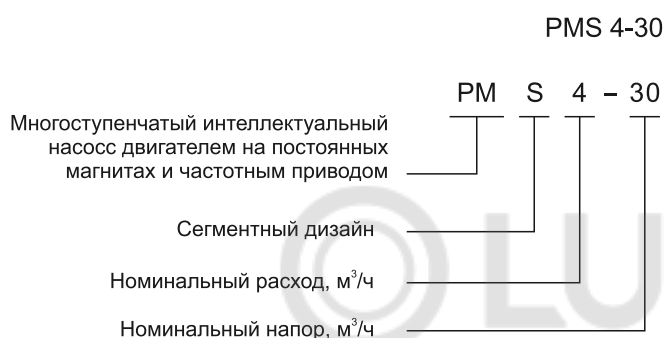 PMS 4-30
PM S 4 – 30
Многоступенчатый интеллектуальный
насосс двигателем на постоянных
магнитах и частотным приводом
Сегментный дизайн
Номинальный расход, м³/ч
Номинальный напор, м³/ч
LU